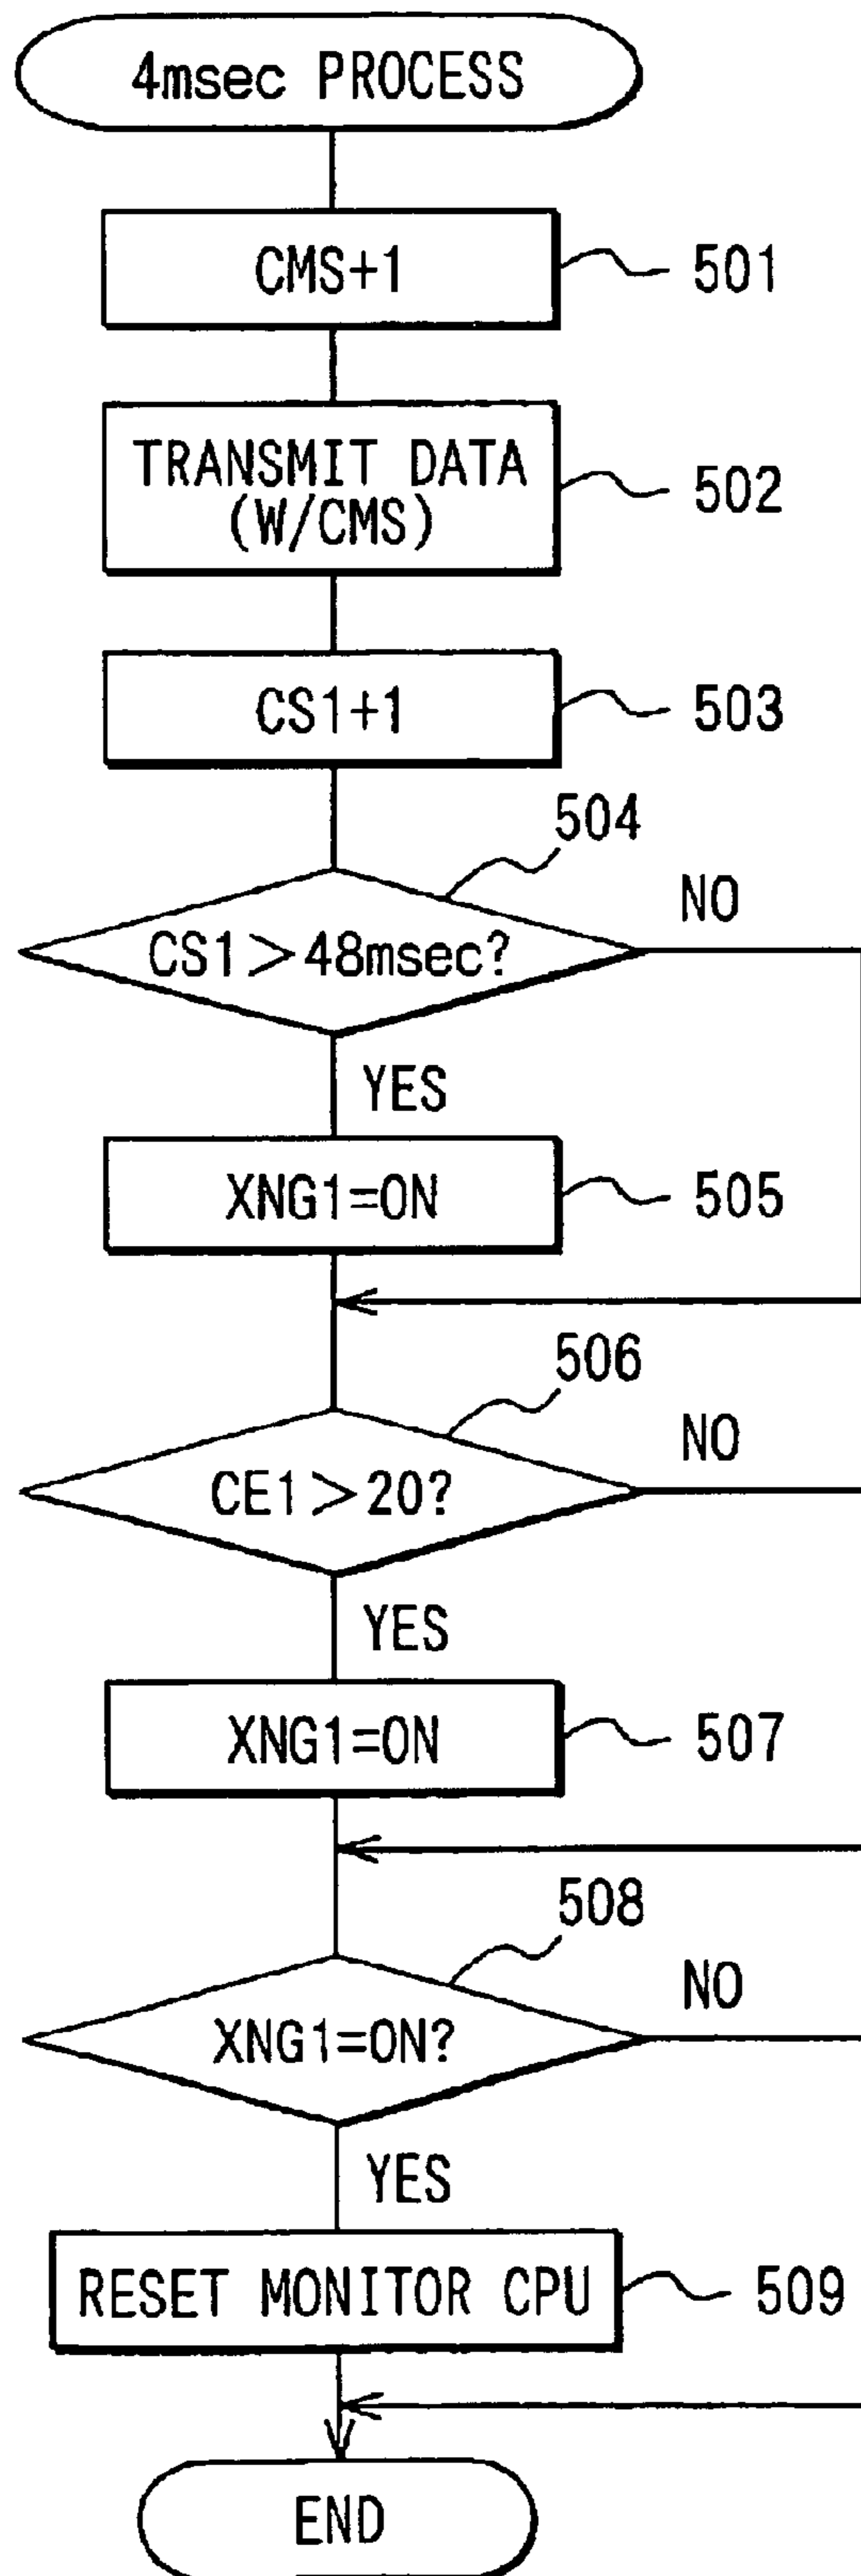 4msec PROCESS
CMS+1
501
TRANSMIT DATA
(W/CMS)
502
CS1+1
503
504
CS1>48msec?
NO
YES
XNG1=ON
505
506
CE1>20?
NO
YES
XNG1=ON
507
508
XNG1=ON?
NO
YES
RESET MONITOR CPU
509
END